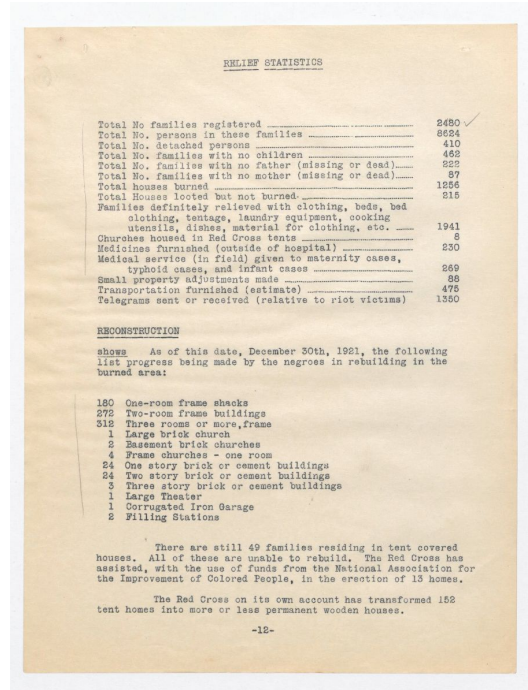 RELIEF STATISTICS
Total No families registered 2480 ✓
Total No. persons in these families 8624
Total No. detached persons 410
Total No. families with no children 462
Total No. families with no father (missing or dead) 222
Total No. families with no mother (missing or dead) 87
Total houses burned 1256
Total Houses looted but not burned 215
Families definitely relieved with clothing, beds, bed
clothing, tentage, laundry equipment, cooking
utensils, dishes, material for clothing, etc. 1941
Churches housed in Red Cross tents 8
Medicines furnished (outside of hospital) 230
Medical service (in field) given to maternity cases,
typhoid cases, and infant cases 269
Small property adjustments made 88
Transportation furnished (estimate) 475
Telegrams sent or received (relative to riot victims) 1350
RECONSTRUCTION
shows As of this date, December 30th, 1921, the following
list progress being made by the negroes in rebuilding in the
burned area:
180 One-room frame shacks
272 Two-room frame buildings
312 Three rooms or more,frame
1 Large brick church
2 Basement brick churches
4 Frame churches - one room
24 One story brick or cement buildings
24 Two story brick or cement buildings
3 Three story brick or cement buildings
1 Large Theater
1 Corrugated Iron Garage
2 Filling Stations
There are still 49 families residing in tent covered
houses. All of these are unable to rebuild. The Red Cross has
assisted, with the use of funds from the National Association for
the Improvement of Colored People, in the erection of 13 homes.
The Red Cross on its own account has transformed 152
tent homes into more or less permanent wooden houses.
-12-